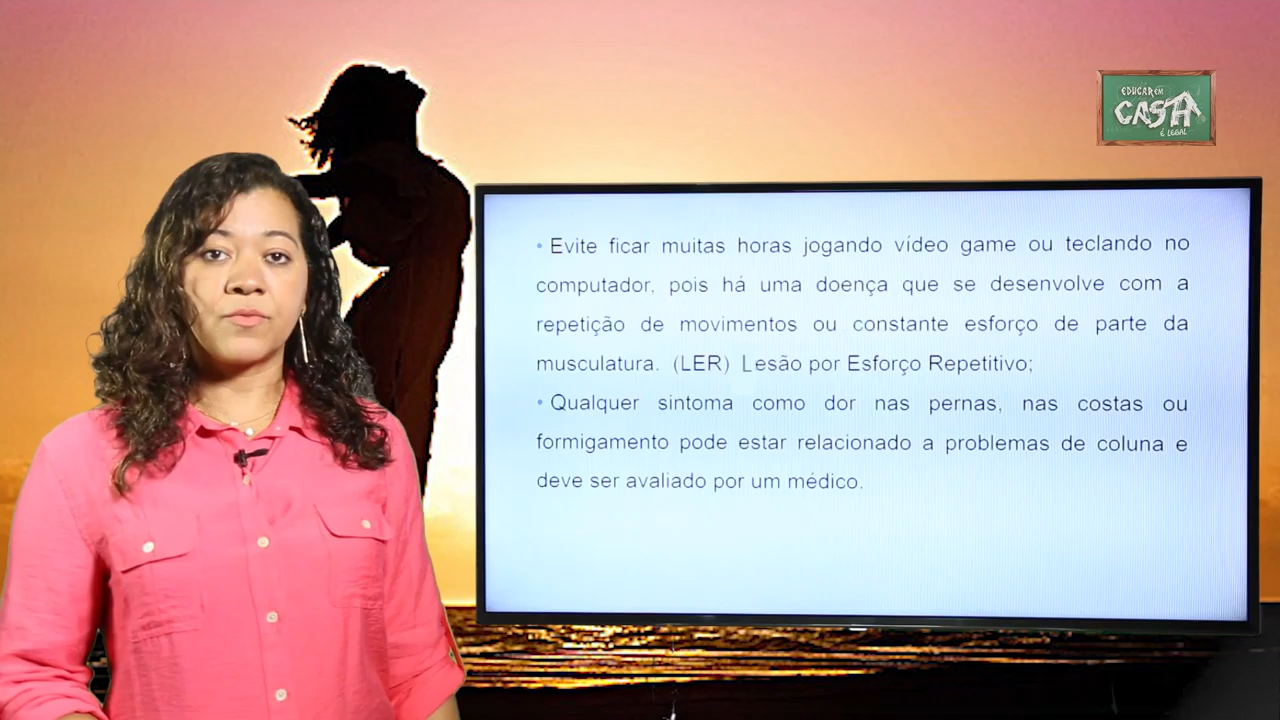 EDUCAR EM
CASA
É LEGAL
• Evite ficar muitas horas jogando vídeo game ou teclando no
computador, pois há uma doença que se desenvolve com a
repetição de movimentos ou constante esforço de parte da
musculatura. (LER) Lesão por Esforço Repetitivo;
• Qualquer sintoma como dor nas pernas, nas costas ou
formigamento pode estar relacionado a problemas de coluna e
deve ser avaliado por um médico.